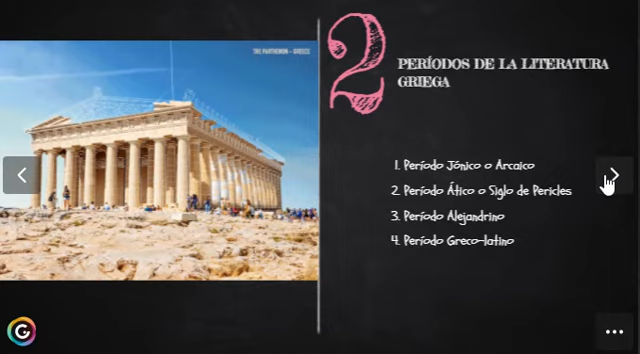 THE PARTHENON – GREECE
2
PERÍODOS DE LA LITERATURA
GRIEGA
1. Período Jónico o Arcaico
2. Período Ático o Siglo de Pericles
3. Período Alejandrino
4. Período Greco-latino